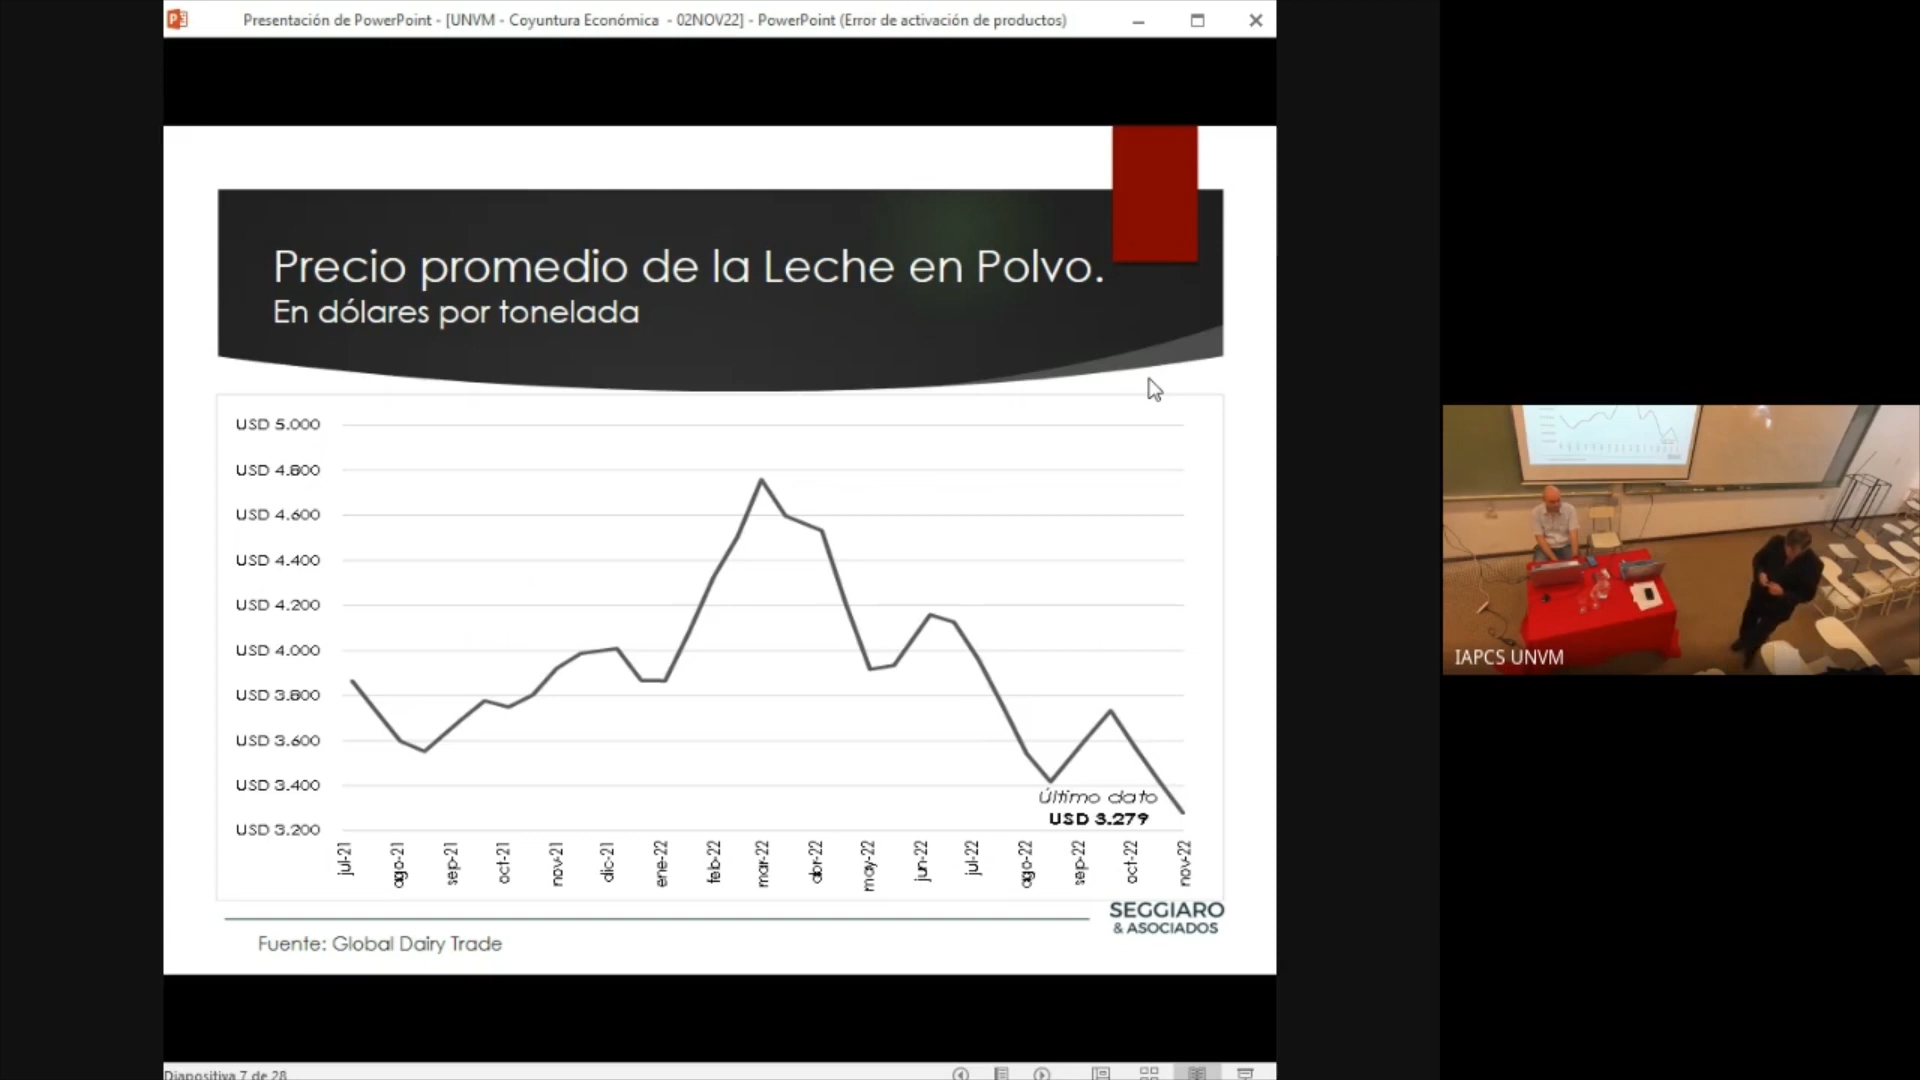 Presentación de PowerPoint - [UNVM - Coyuntura Económica - 02NOV22] - PowerPoint (Error de activación de productos)
Precio promedio de la Leche en Polvo.
En dólares por tonelada
USD 5.000
USD 4.800
USD 4.600
USD 4.400
USD 4.200
USD 4.000
USD 3.800
USD 3.600
USD 3.400
USD 3.200
Último dato
USD 3.279
jul-21
ago-21
sep-21
oct-21
nov-21
dic-21
ene-22
feb-22
mar-22
abr-22
may-22
jun-22
jul-22
ago-22
sep-22
oct-22
nov-22
SEGGIARO
& ASOCIADOS
Fuente: Global Dairy Trade
Diapositiva 7 de 28
IAPCS UNVM